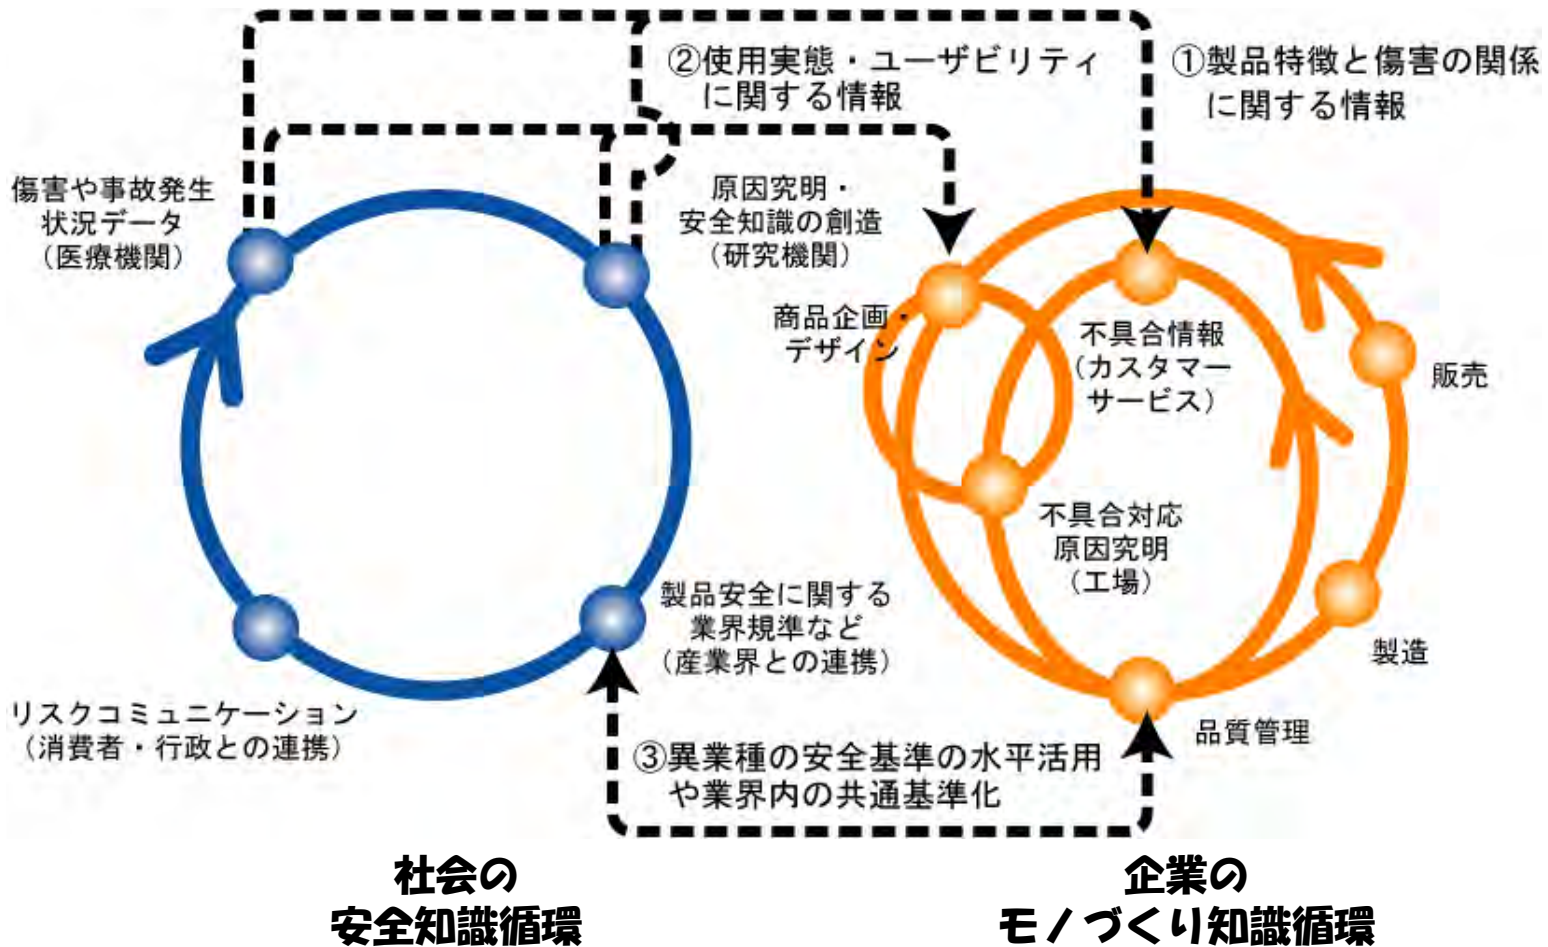 ②使用実態・ユーザビリティ
に関する情報
①製品特徴と傷害の関係
に関する情報
傷害や事故発生
状況データ
（医療機関）
原因究明・
安全知識の創造
（研究機関）
商品企画・
デザイン
不具合情報
（カスタマー
サービス）
販売
不具合対応
原因究明
（工場）
製品安全に関する
業界規準など
（産業界との連携）
製造
リスクコミュニケーション
（消費者・行政との連携）
品質管理
③異業種の安全基準の水平活用
や業界内の共通基準化
社会の
安全知識循環
企業の
モノづくり知識循環